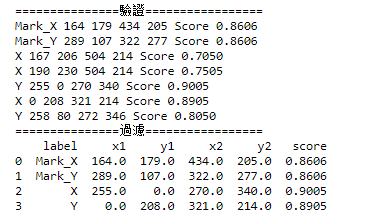 ===============驗證=================
Mark_X 164 179 434 205 Score 0.8606
Mark_Y 289 107 322 277 Score 0.8606
X 167 206 504 214 Score 0.7050
X 190 230 504 214 Score 0.7505
Y 255 0 270 340 Score 0.9005
X 0 208 321 214 Score 0.8905
Y 258 80 272 346 Score 0.8050
===============過濾=================
label x1 y1 x2 y2 score
0 Mark_X 164.0 179.0 434.0 205.0 0.8606
1 Mark_Y 289.0 107.0 322.0 277.0 0.8606
2 X 255.0 0.0 270.0 340.0 0.9005
3 Y 0.0 208.0 321.0 214.0 0.8905